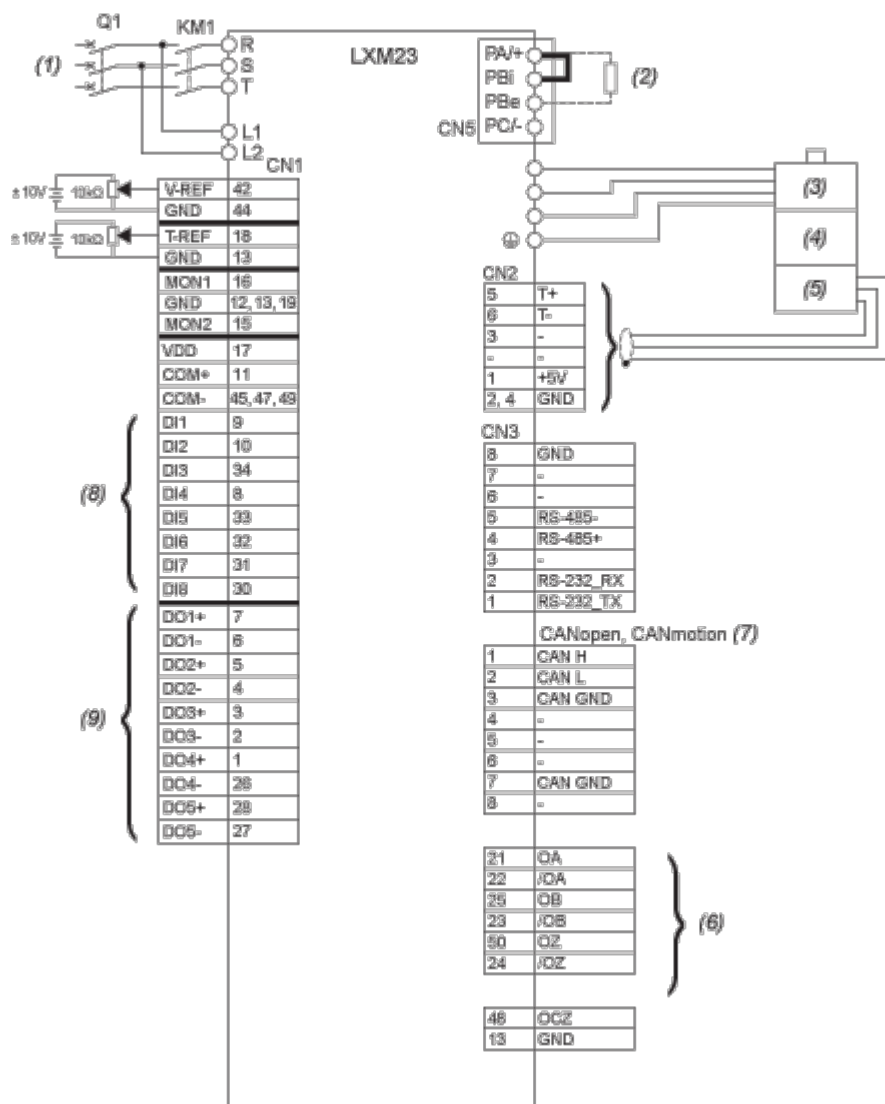 Q1
KM1
(1)
R
S
T
L1
L2
LXM23
PA/+
PBi
PBe
PC/-
CN5
(2)
CN1
±10V
10kΩ
V-REF 42
GND 44
±10V
10kΩ
T-REF 18
GND 13
MON1 16
GND 12, 13, 19
MON2 15
VDD 17
COM+ 11
COM- 45, 47, 49
(8)
DI1 9
DI2 10
DI3 34
DI4 8
DI5 33
DI6 32
DI7 31
DI8 30
(9)
DO1+ 7
DO1- 6
DO2+ 5
DO2- 4
DO3+ 3
DO3- 2
DO4+ 1
DO4- 26
DO5+ 28
DO5- 27
(3)
(4)
(5)
CN2
5 T+
6 T-
3 -
- -
1 +5V
2, 4 GND
CN3
8 GND
7 -
6 -
5 RS-485-
4 RS-485+
3 -
2 RS-232_RX
1 RS-232_TX
CANopen, CANmotion (7)
1 CAN H
2 CAN L
3 CAN GND
4 -
5 -
6 -
7 CAN GND
8 -
21 OA
22 /OA
25 OB
23 /OB
50 OZ
24 /OZ
(6)
48 OCZ
13 GND